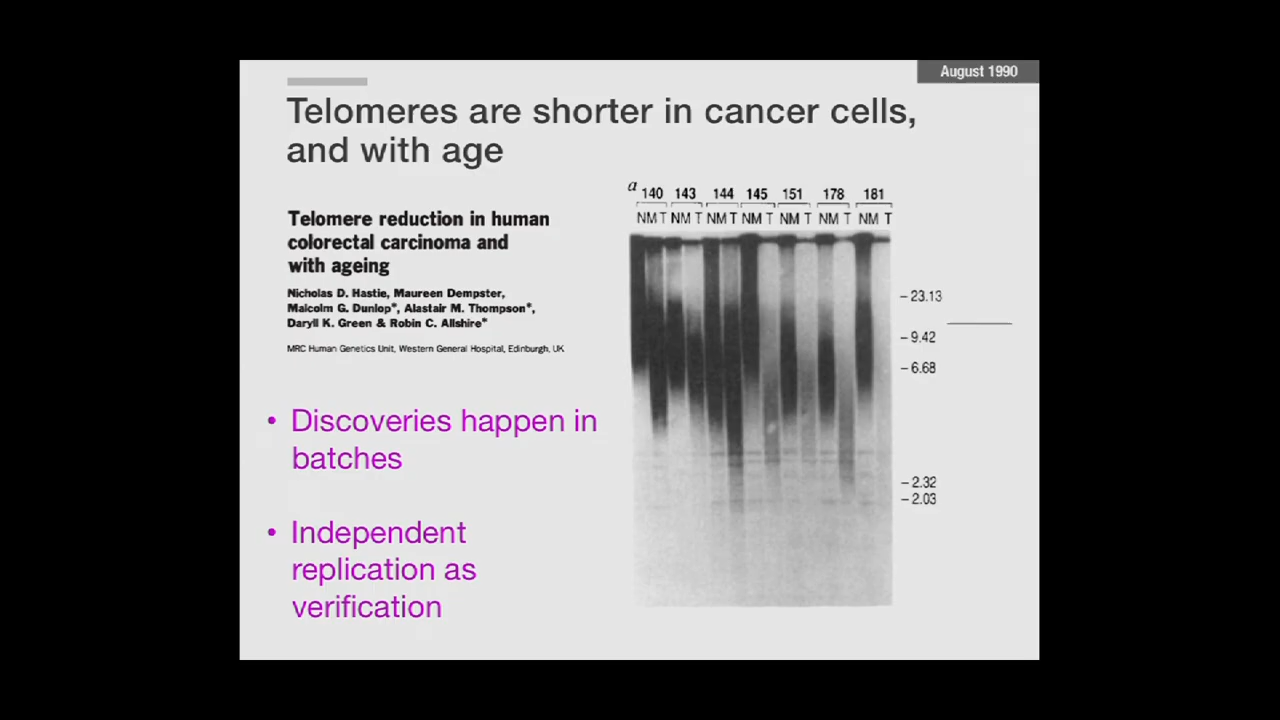 August 1990
Telomeres are shorter in cancer cells,
and with age
Telomere reduction in human
colorectal carcinoma and
with ageing
Nicholas D. Hastie, Maureen Dempster,
Malcolm G. Dunlop*, Alastair M. Thompson*,
Daryll K. Green & Robin C. Allshire*
MRC Human Genetics Unit, Western General Hospital, Edinburgh, UK
• Discoveries happen in
batches
• Independent
replication as
verification
a 140 143 144 145 151 178 181
NM T NM T NM T NM T NM T NM T NM T
– 23.13
– 9.42
– 6.68
– 2.32
– 2.03